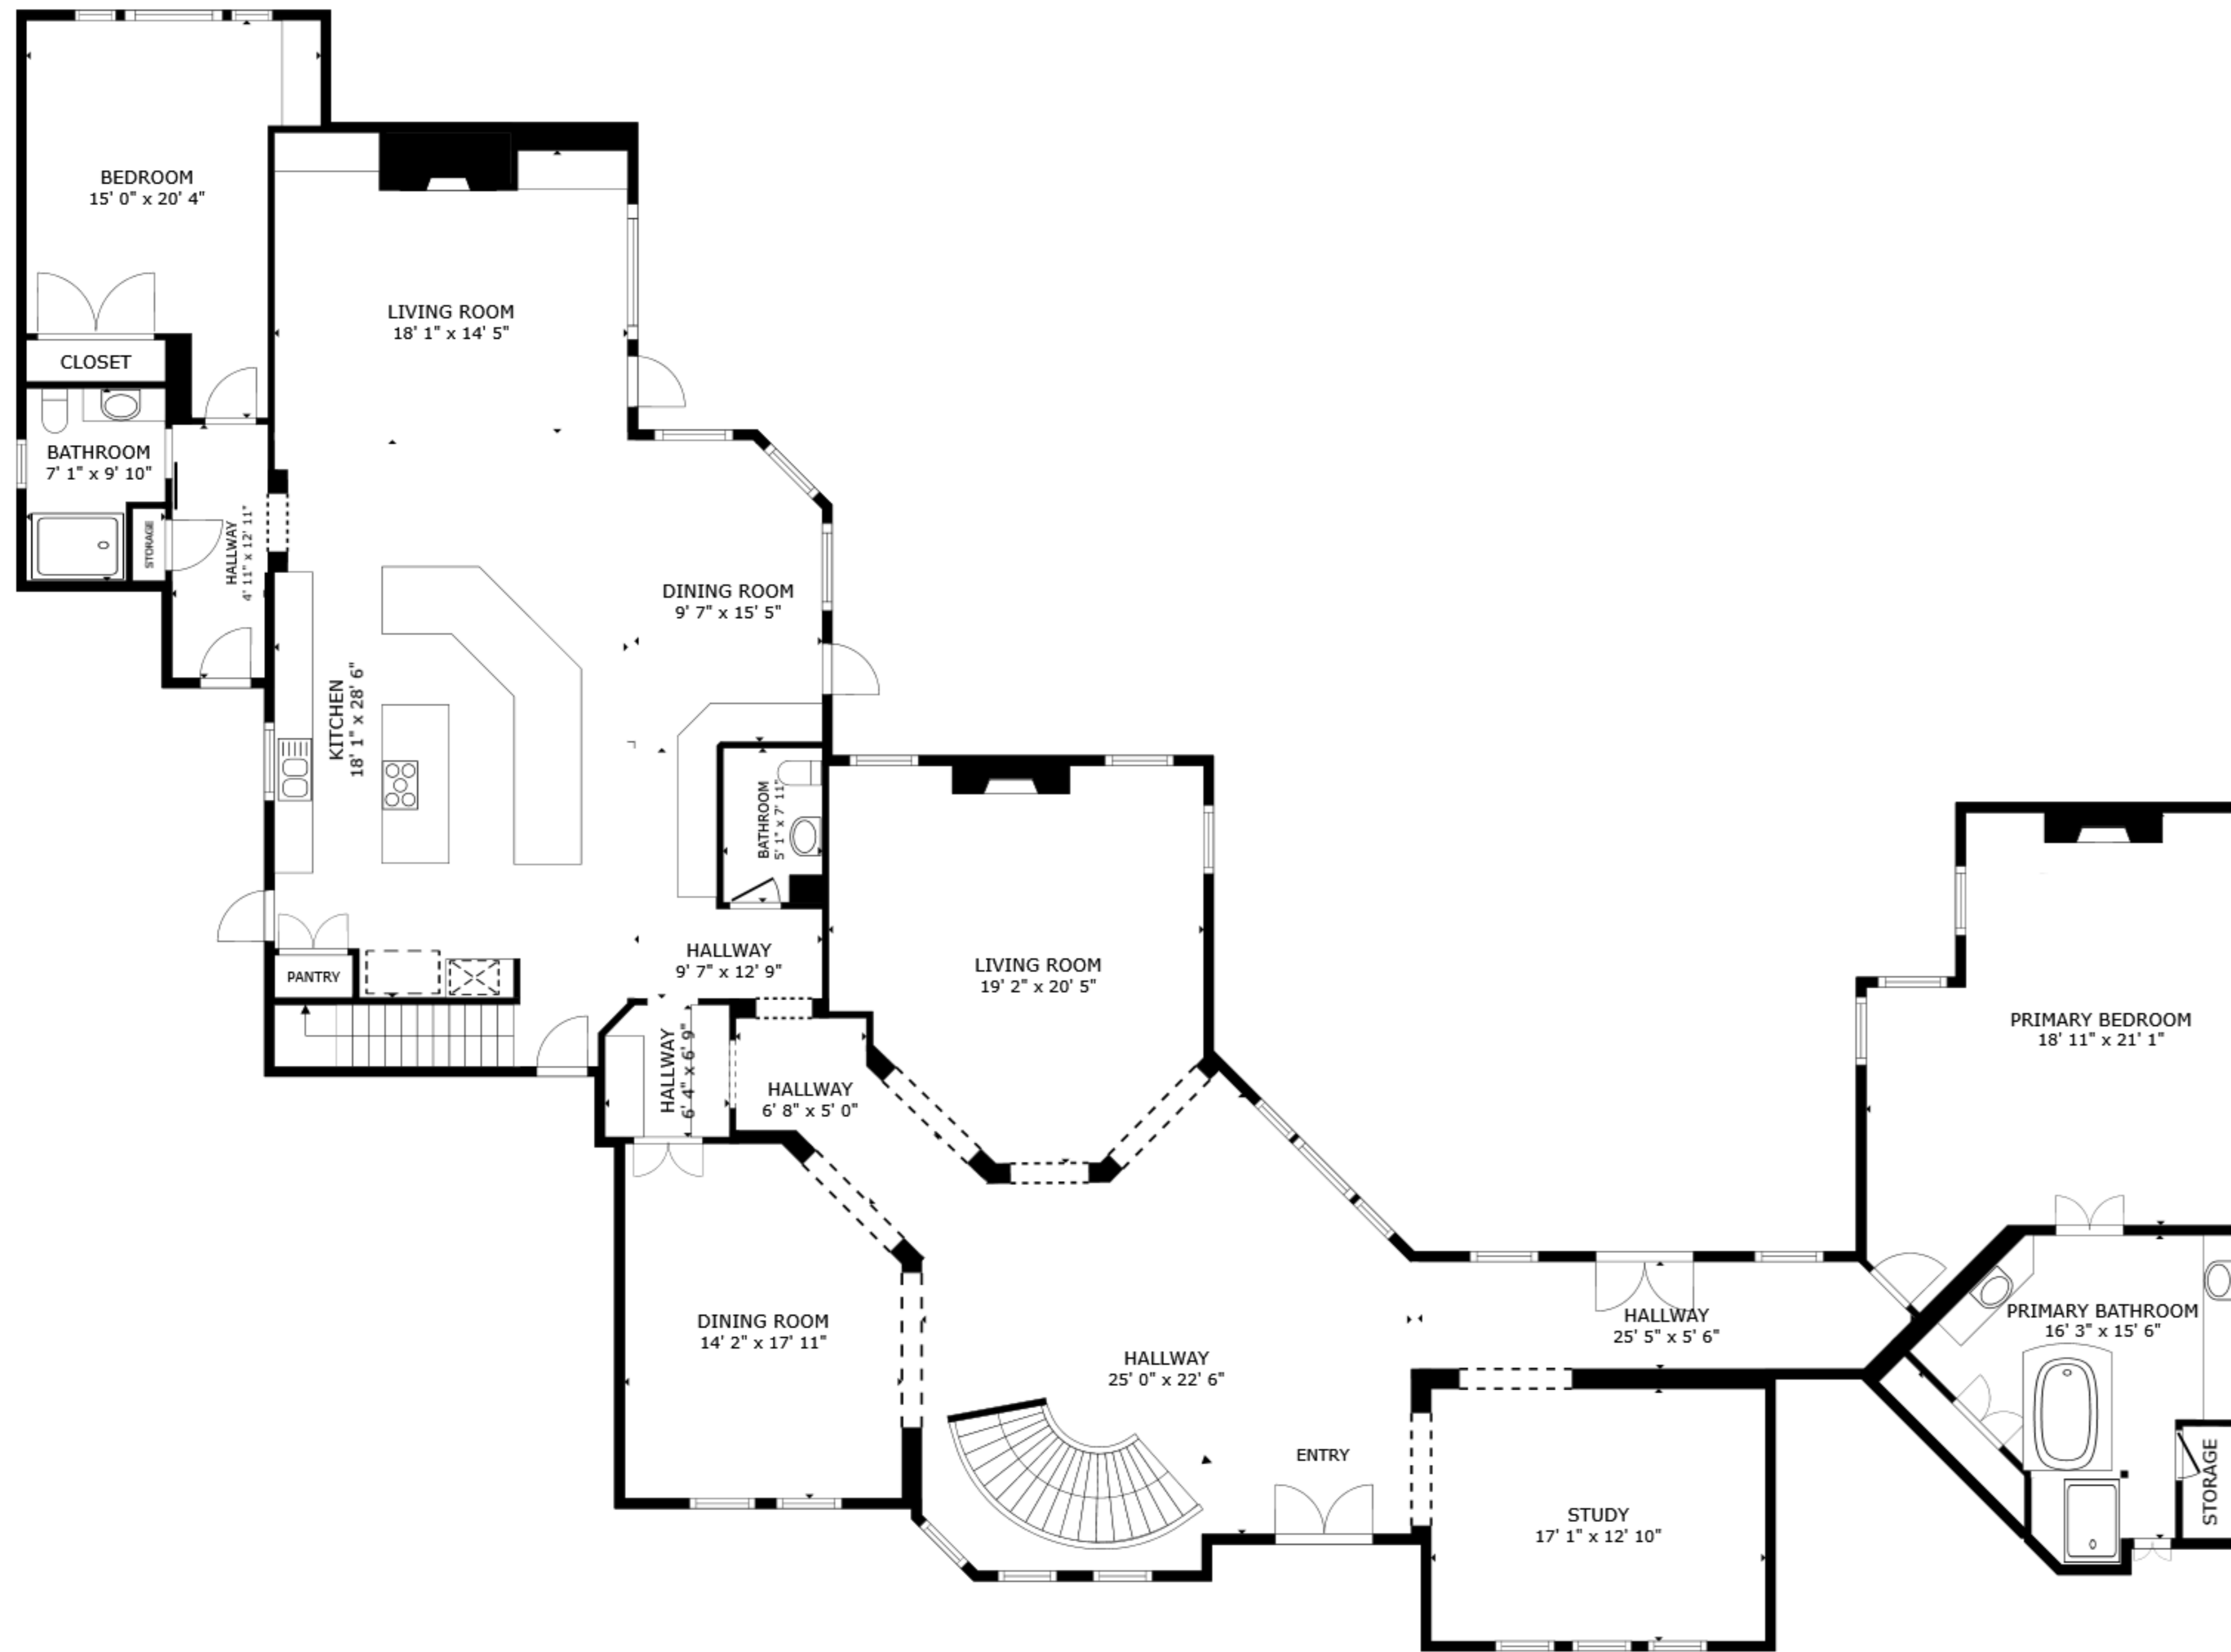 BEDROOM
15' 0" x 20' 4"
LIVING ROOM
18' 1" x 14' 5"
CLOSET
BATHROOM
7' 1" x 9' 10"
STORAGE
HALLWAY
4' 11" x 12' 11"
DINING ROOM
9' 7" x 15' 5"
KITCHEN
18' 1" x 28' 6"
BATHROOM
5' 1" x 7' 11"
HALLWAY
9' 7" x 12' 9"
PANTRY
LIVING ROOM
19' 2" x 20' 5"
HALLWAY
6' 4" x 6' 9"
HALLWAY
6' 8" x 5' 0"
PRIMARY BEDROOM
18' 11" x 21' 1"
DINING ROOM
14' 2" x 17' 11"
HALLWAY
25' 0" x 22' 6"
HALLWAY
25' 5" x 5' 6"
PRIMARY BATHROOM
16' 3" x 15' 6"
ENTRY
STUDY
17' 1" x 12' 10"
STORAGE